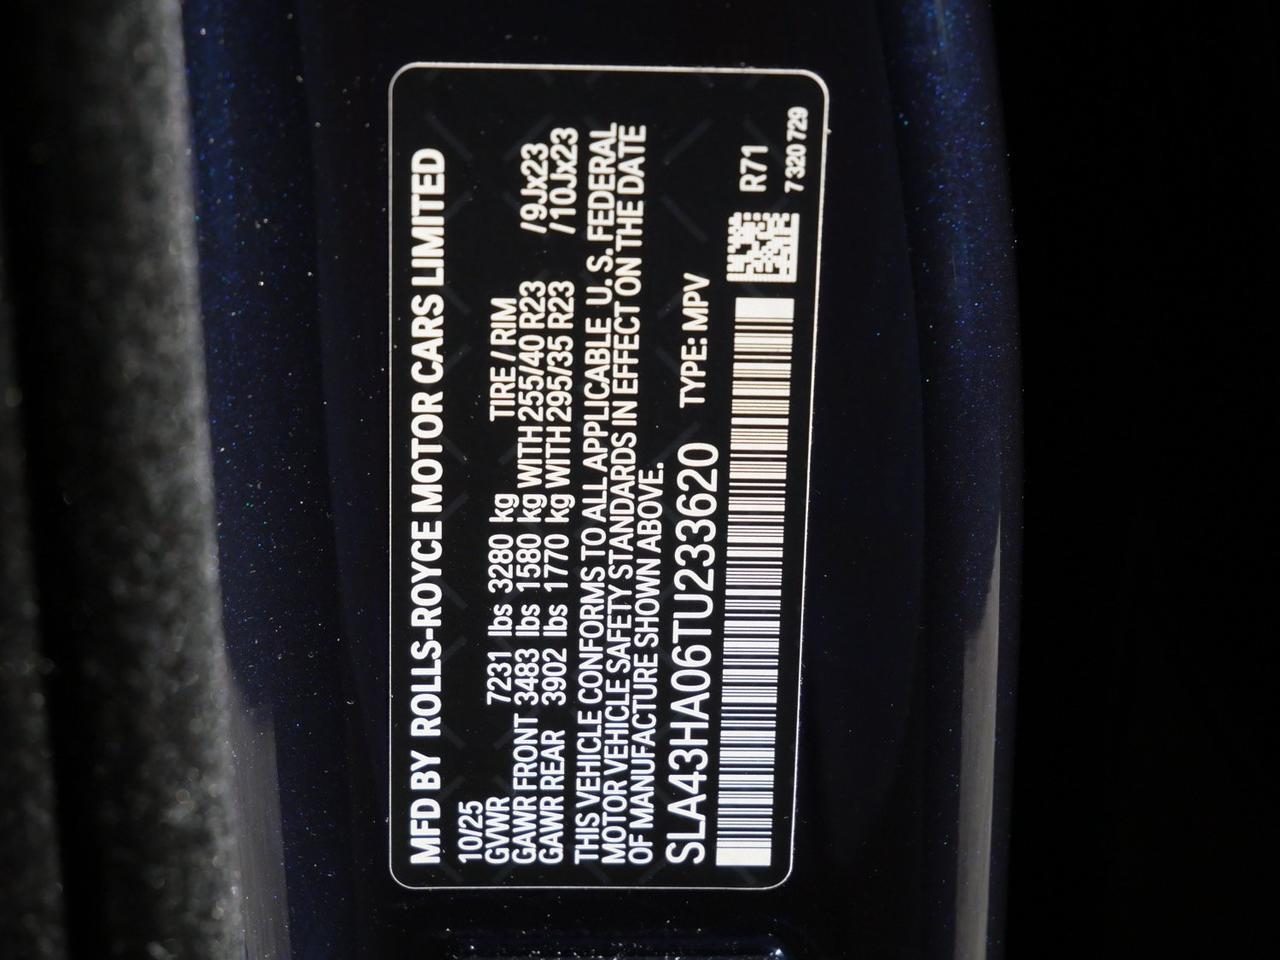 MFD BY ROLLS-ROYCE MOTOR CARS LIMITED
10/25
GVWR 7231 lbs 3280 kg TIRE / RIM
GAWR FRONT 3483 lbs 1580 kg WITH 255/40 R23 /9Jx23
GAWR REAR 3902 lbs 1770 kg WITH 295/35 R23 /10Jx23
THIS VEHICLE CONFORMS TO ALL APPLICABLE U. S. FEDERAL
MOTOR VEHICLE SAFETY STANDARDS IN EFFECT ON THE DATE
OF MANUFACTURE SHOWN ABOVE.
SLA43HA06TU233620 TYPE: MPV
R71
7 320 729